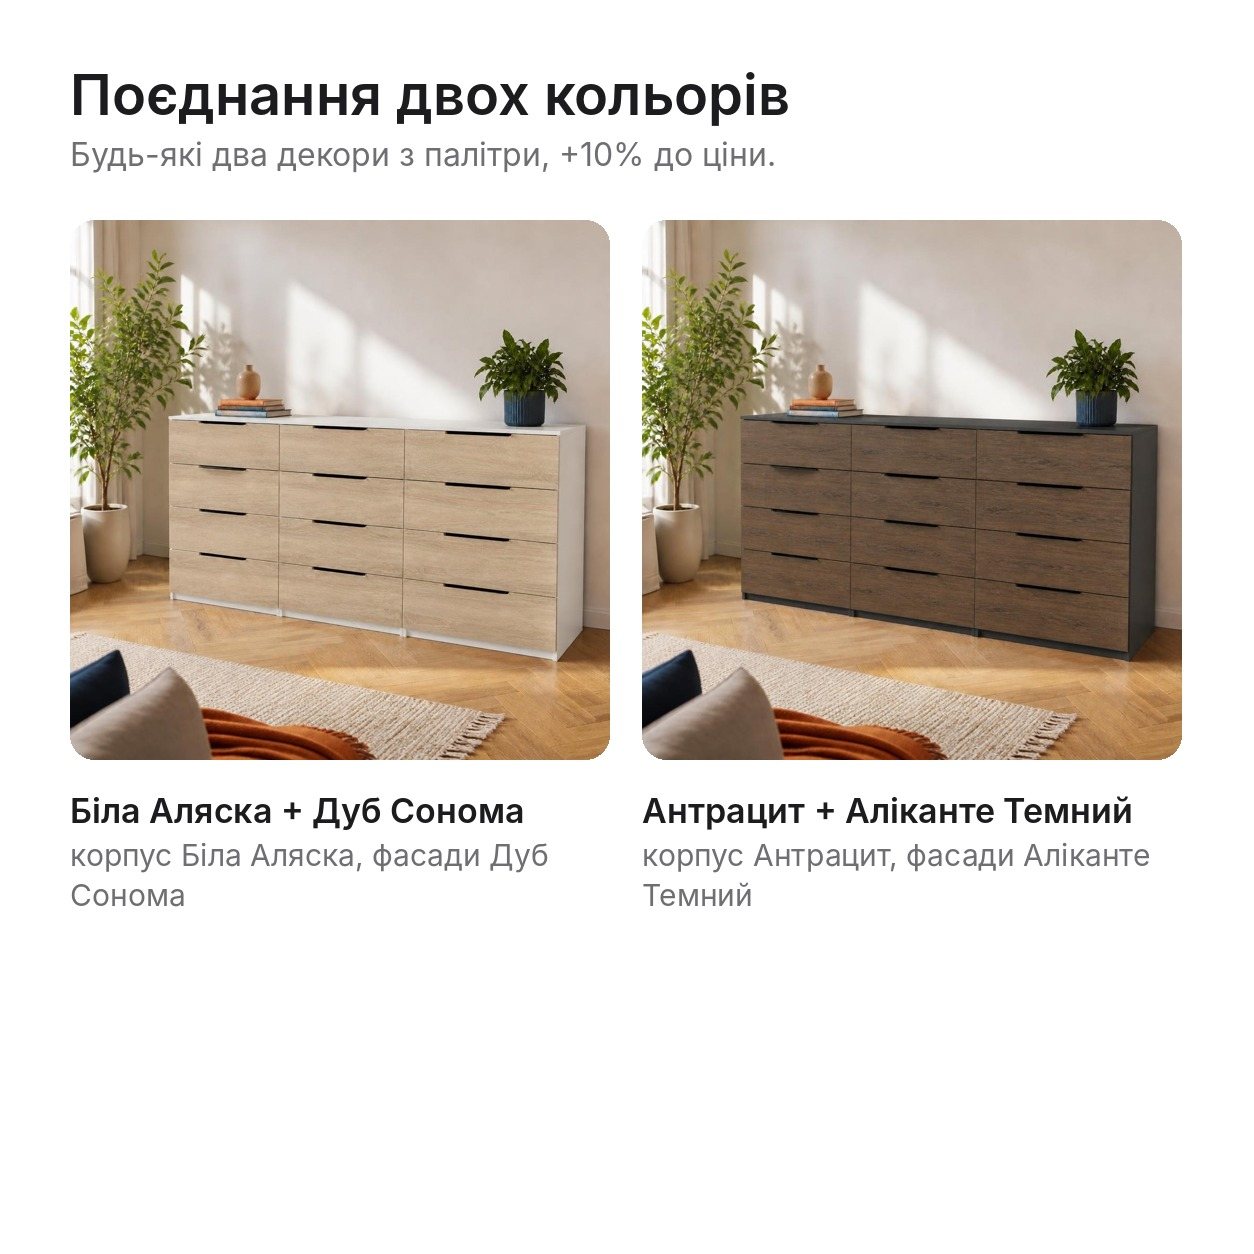 Поєднання двох кольорів
Будь-які два декори з палітри, +10% до ціни.
Біла Аляска + Дуб Сонома
корпус Біла Аляска, фасади Дуб
Сонома
Антрацит + Аліканте Темний
корпус Антрацит, фасади Аліканте
Темний